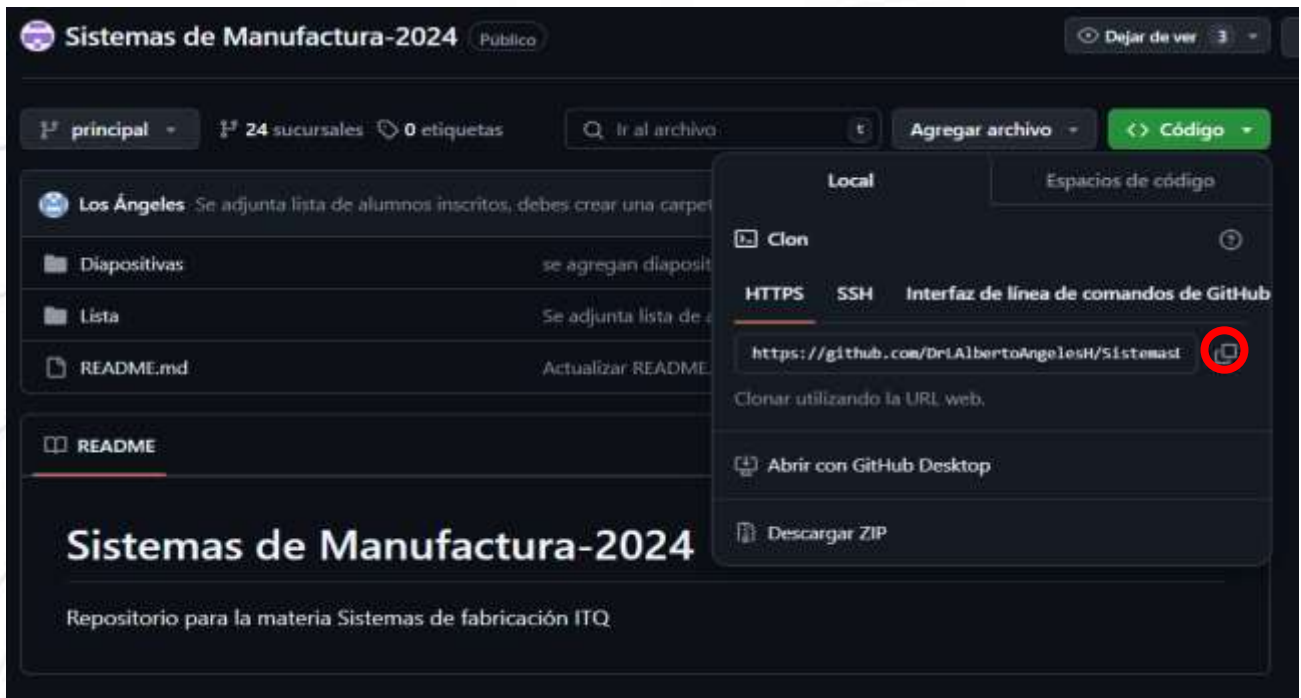 Sistemas de Manufactura-2024 Público
Dejar de ver 3
principal 24 sucursales 0 etiquetas Ir al archivo t Agregar archivo <> Código
Los Ángeles Se adjunta lista de alumnos inscritos, debes crear una carpet
Diapositivas se agregan diaposit
Lista Se adjunta lista de
README.md Actualizar README.
README
Sistemas de Manufactura-2024
Repositorio para la materia Sistemas de fabricación ITQ
Local Espacios de código
Clon
HTTPS SSH Interfaz de línea de comandos de GitHub
https://github.com/DrLAlbertoAngelesH/Sistemas
Clonar utilizando la URL web.
Abrir con GitHub Desktop
Descargar ZIP